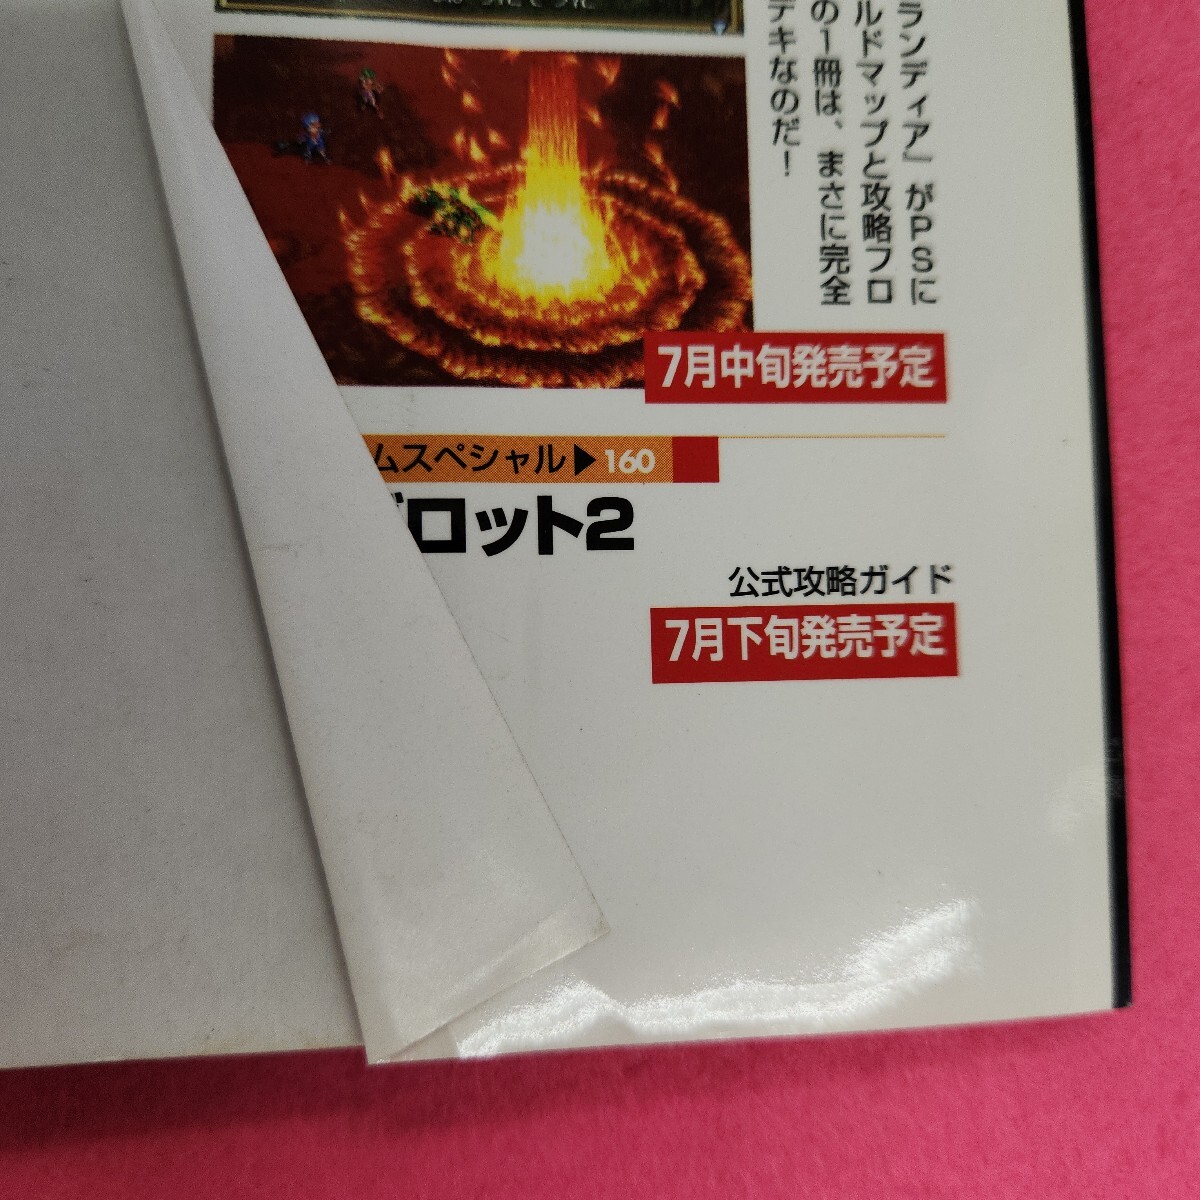 ランディア』がPSに
ルドマップと攻略フロ
の1冊は、まさに完全
テキなのだ！
7月中旬発売予定
ムスペシャル▶160
ロット2
公式攻略ガイド
7月下旬発売予定